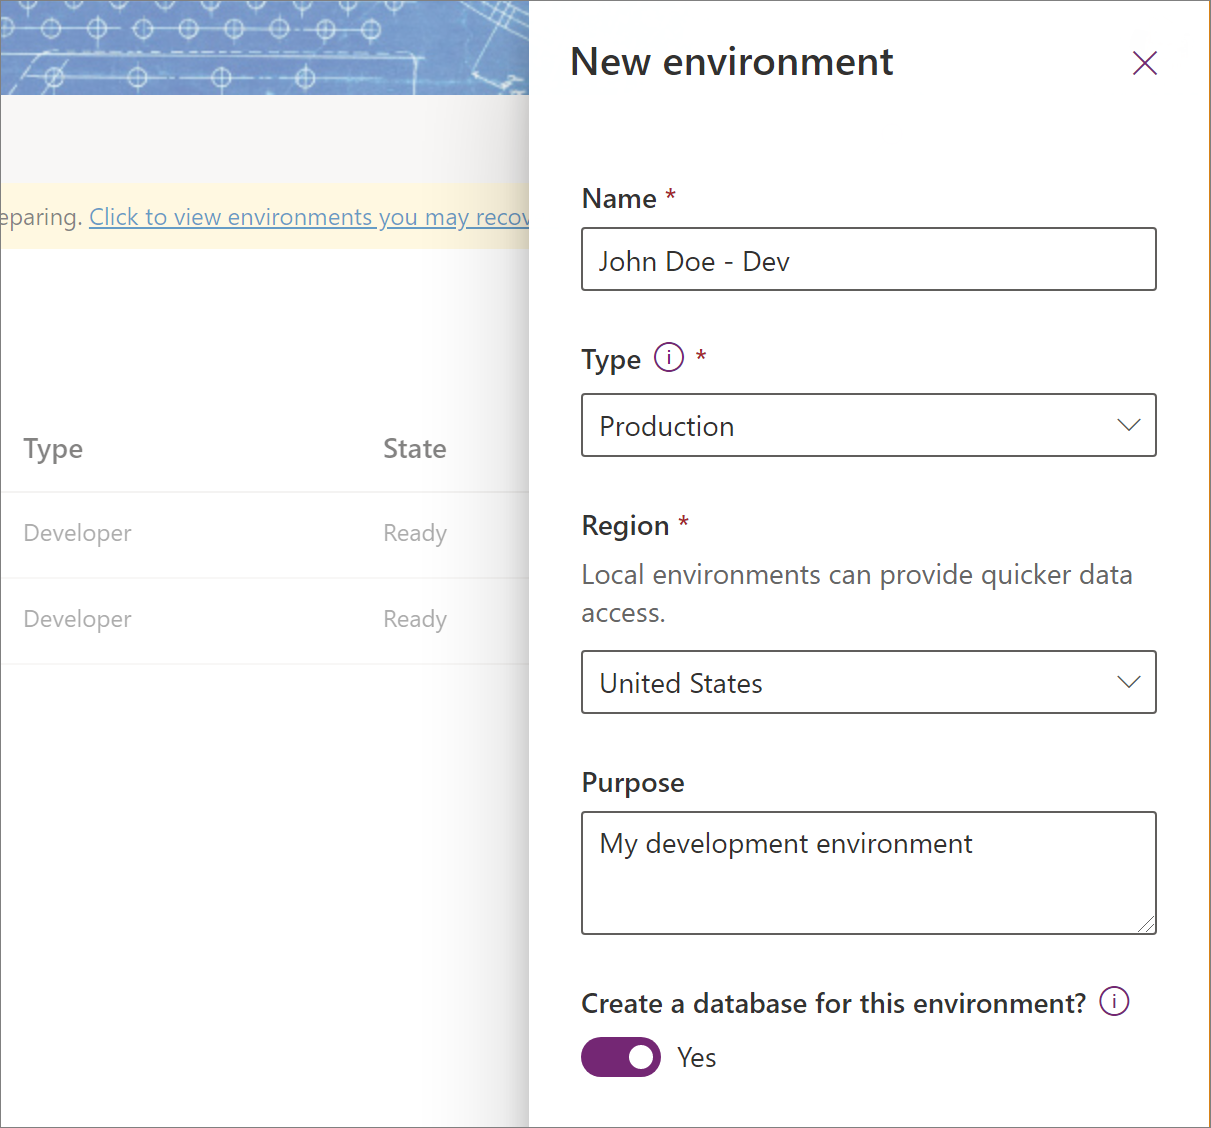 New environment
eparing. Click to view environments you may recov
Type State
Developer Ready
Developer Ready
Name *
John Doe - Dev
Type *
Production
Region *
Local environments can provide quicker data
access.
United States
Purpose
My development environment
Create a database for this environment?
Yes